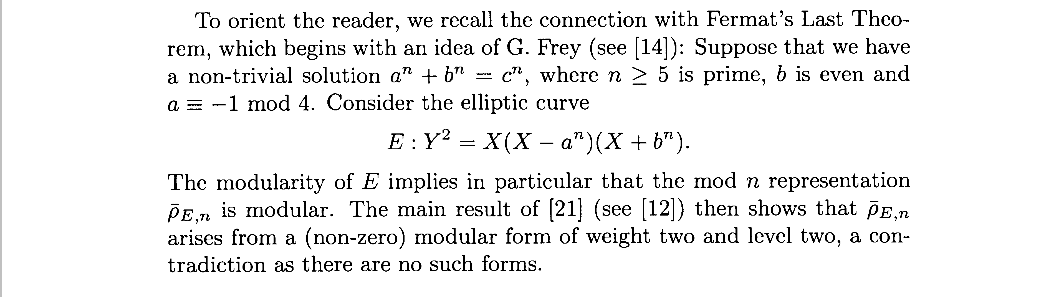 To orient the reader, we recall the connection with Fermat's Last Theo-
rem, which begins with an idea of G. Frey (see [14]): Suppose that we have
a non-trivial solution aⁿ + bⁿ = cⁿ, where n ≥ 5 is prime, b is even and
a ≡ −1 mod 4. Consider the elliptic curve
E : Y² = X(X − aⁿ)(X + bⁿ).
The modularity of E implies in particular that the mod n representation
ρ̄_{E,n} is modular. The main result of [21] (see [12]) then shows that ρ̄_{E,n}
arises from a (non-zero) modular form of weight two and level two, a con-
tradiction as there are no such forms.